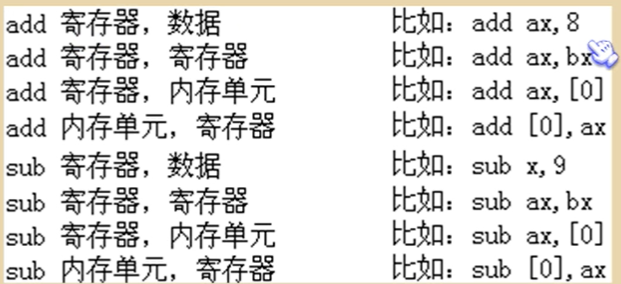 add 寄存器，数据 比如：add ax,8
add 寄存器，寄存器 比如：add ax,bx
add 寄存器，内存单元 比如：add ax,[0]
add 内存单元，寄存器 比如：add [0],ax
sub 寄存器，数据 比如：sub x,9
sub 寄存器，寄存器 比如：sub ax,bx
sub 寄存器，内存单元 比如：sub ax,[0]
sub 内存单元，寄存器 比如：sub [0],ax